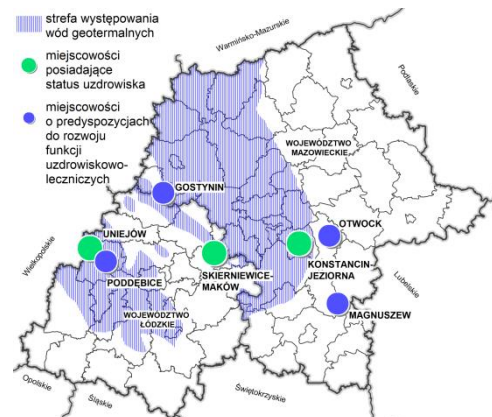 strefa występowania
wód geotermalnych
miejscowości
posiadające
status uzdrowiska
miejscowości
o predyspozycjach
do rozwoju
funkcji
uzdrowiskowo-
leczniczych
Warmińsko-Mazurskie
Podlaskie
WOJEWÓDZTWO
MAZOWIECKIE
GOSTYNIN
OTWOCK
UNIEJÓW
Wielkopolskie
KONSTANCIN-
JEZIORNA
SKIERNIEWICE-
MAKÓW
PODDĘBICE
Lubelskie
MAGNUSZEW
WOJEWÓDZTWO
ŁÓDZKIE
Opolskie
Śląskie
Świętokrzyskie